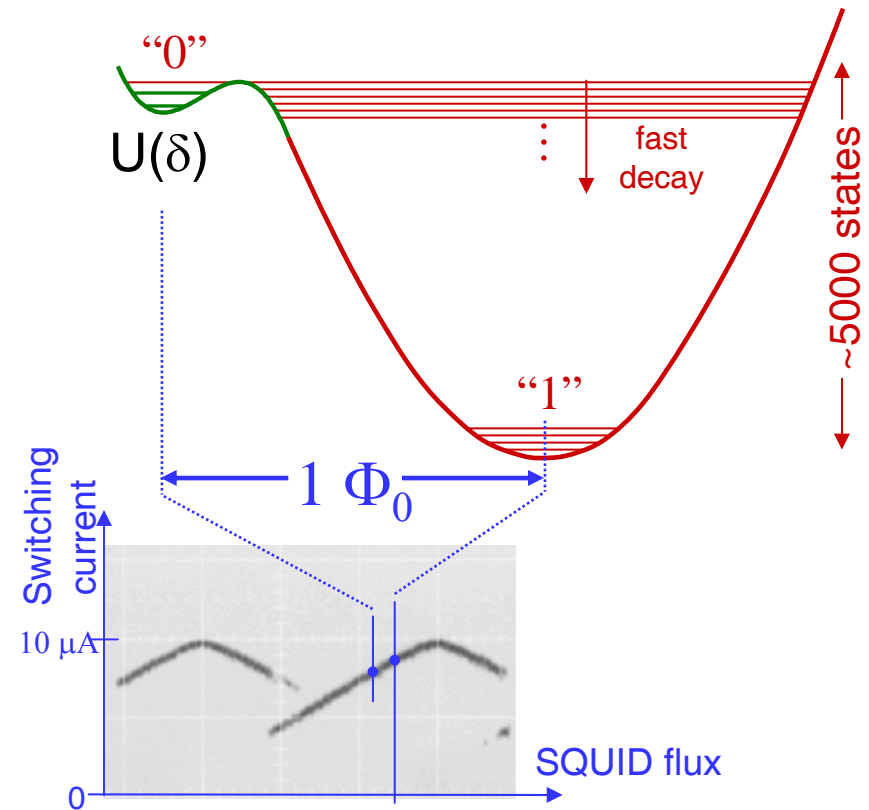 “0”
U(δ)
fast
decay
~5000 states
“1”
1 Φ₀
Switching
current
10 μA
SQUID flux
0